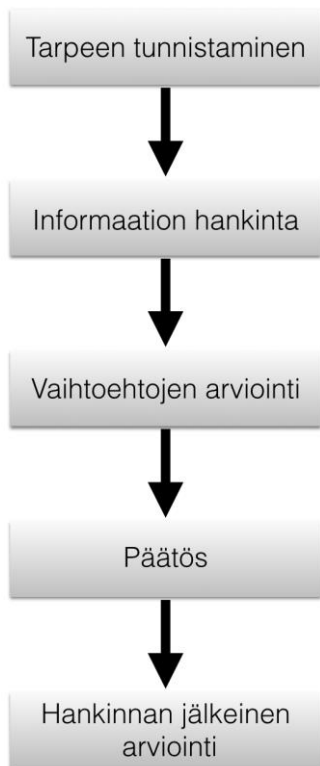 Tarpeen tunnistaminen
Informaation hankinta
Vaihtoehtojen arviointi
Päätös
Hankinnan jälkeinen
arviointi